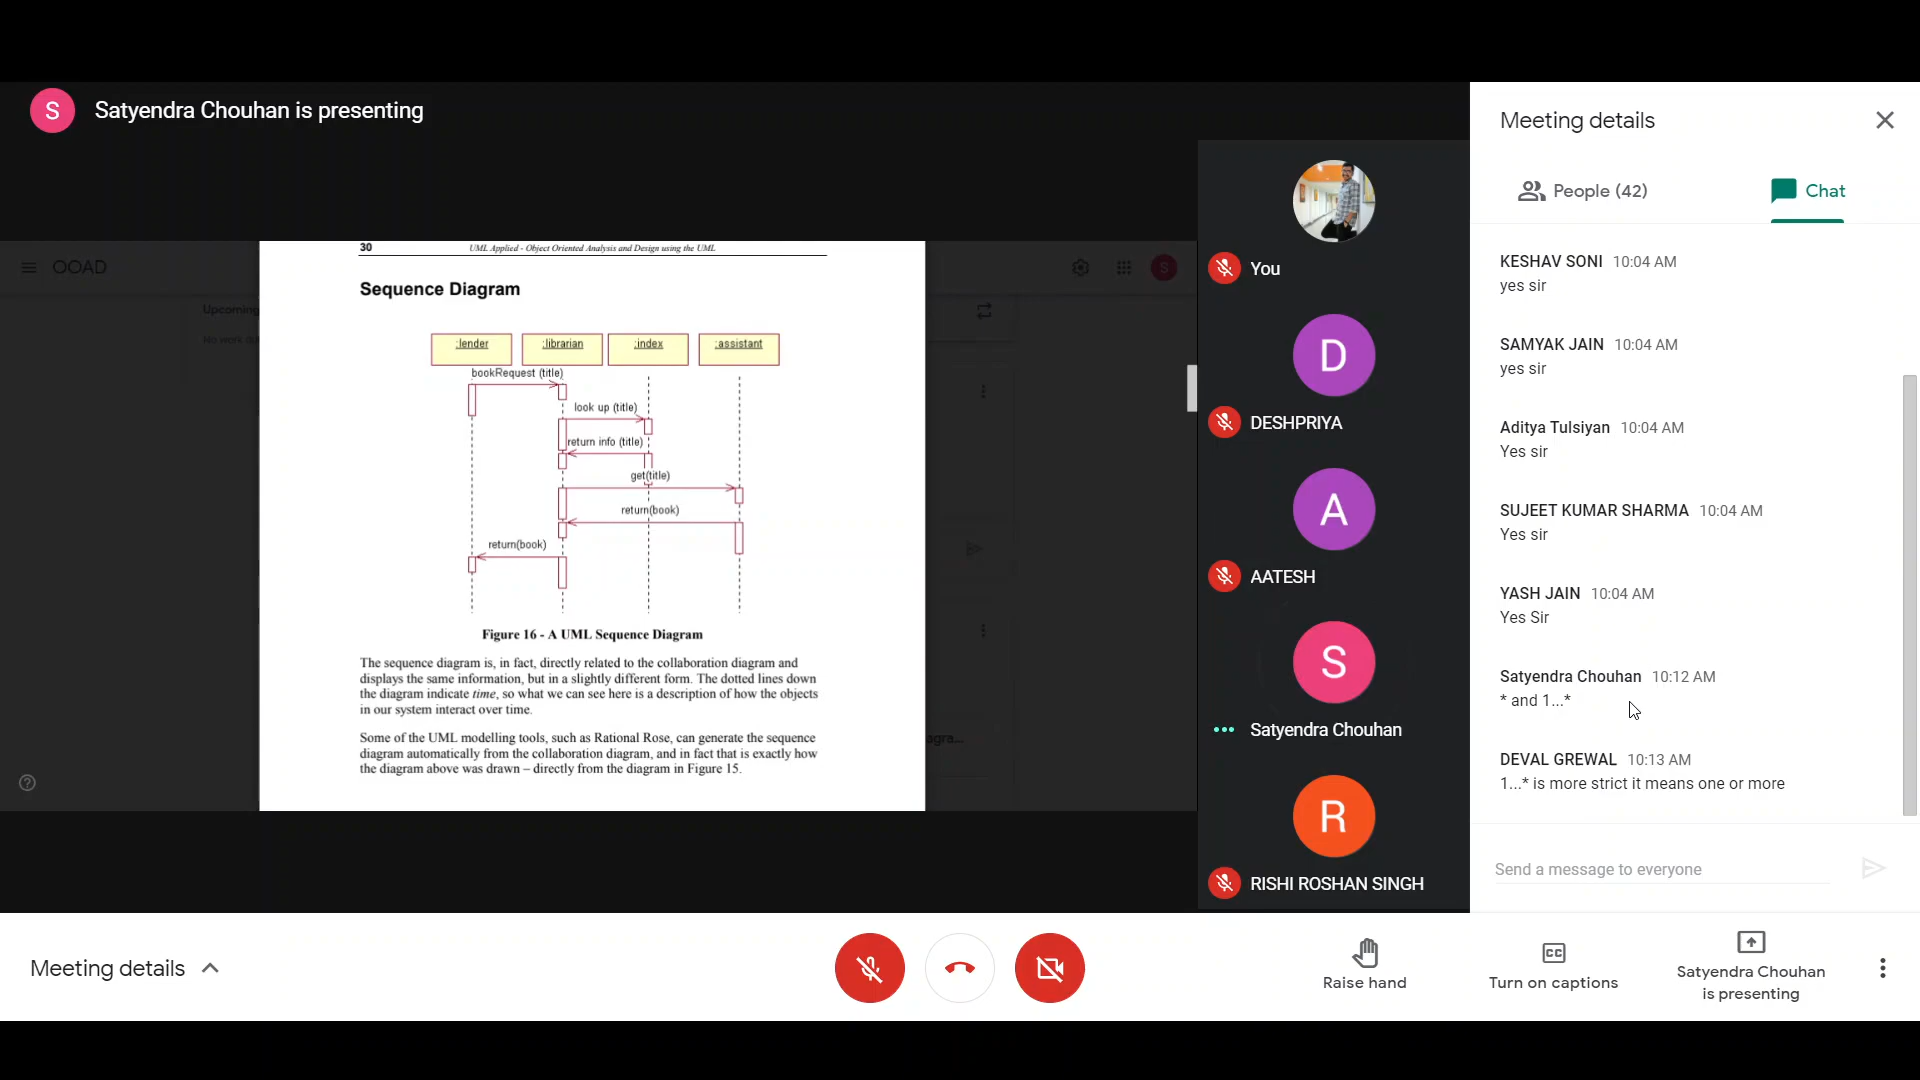 S Satyendra Chouhan is presenting
OOAD
S
Upcoming
30 UML Applied - Object Oriented Analysis and Design using the UML
Sequence Diagram
:lender :librarian :index :assistant
bookRequest (title)
look up (title)
return info (title)
get(title)
return(book)
return(book)
Figure 16 - A UML Sequence Diagram
The sequence diagram is, in fact, directly related to the collaboration diagram and
displays the same information, but in a slightly different form. The dotted lines down
the diagram indicate time, so what we can see here is a description of how the objects
in our system interact over time.
Some of the UML modelling tools, such as Rational Rose, can generate the sequence
diagram automatically from the collaboration diagram, and in fact that is exactly how
the diagram above was drawn – directly from the diagram in Figure 15.
You
D
DESHPRIYA
A
AATESH
S
Satyendra Chouhan
R
RISHI ROSHAN SINGH
Meeting details
People (42) Chat
KESHAV SONI 10:04 AM
yes sir
SAMYAK JAIN 10:04 AM
yes sir
Aditya Tulsiyan 10:04 AM
Yes sir
SUJEET KUMAR SHARMA 10:04 AM
Yes sir
YASH JAIN 10:04 AM
Yes Sir
Satyendra Chouhan 10:12 AM
* and 1...*
DEVAL GREWAL 10:13 AM
1...* is more strict it means one or more
Send a message to everyone
Meeting details
Raise hand
CC
Turn on captions
Satyendra Chouhan
is presenting